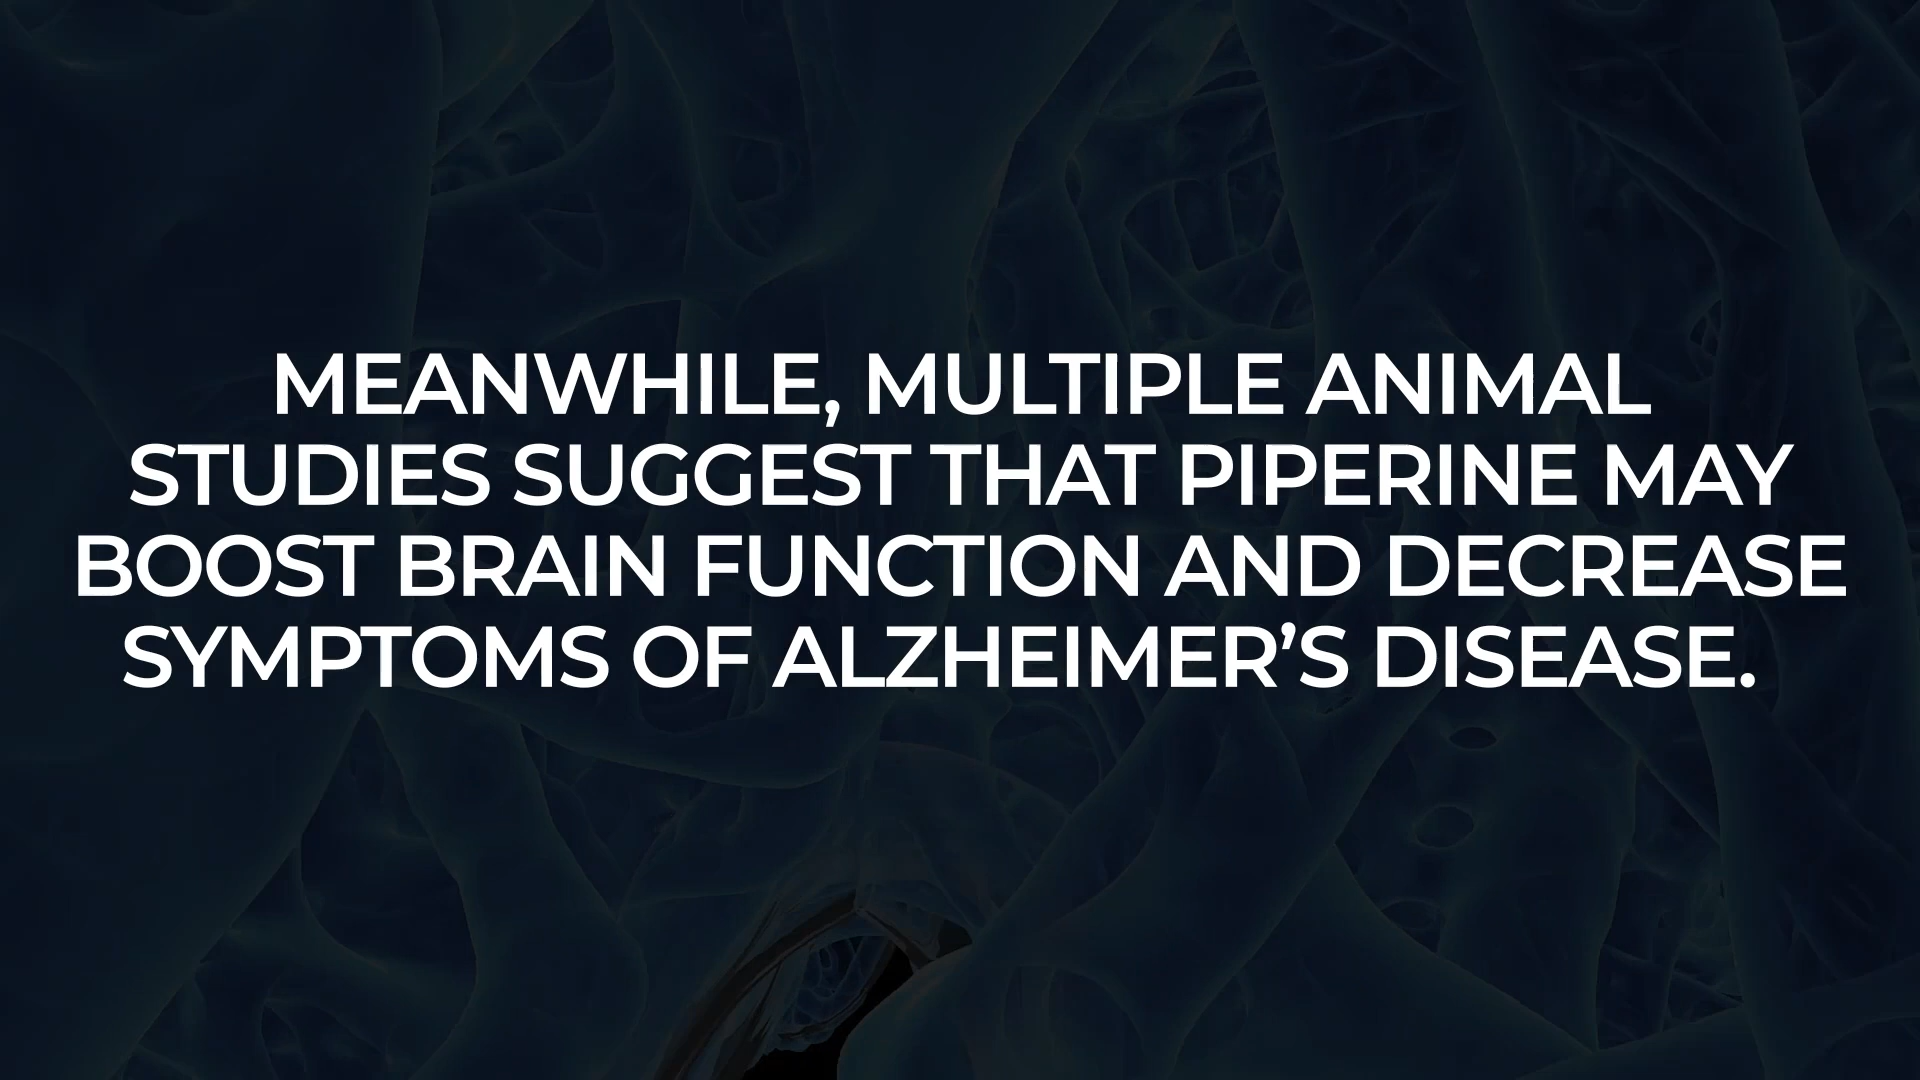 MEANWHILE, MULTIPLE ANIMAL
STUDIES SUGGEST THAT PIPERINE MAY
BOOST BRAIN FUNCTION AND DECREASE
SYMPTOMS OF ALZHEIMER’S DISEASE.